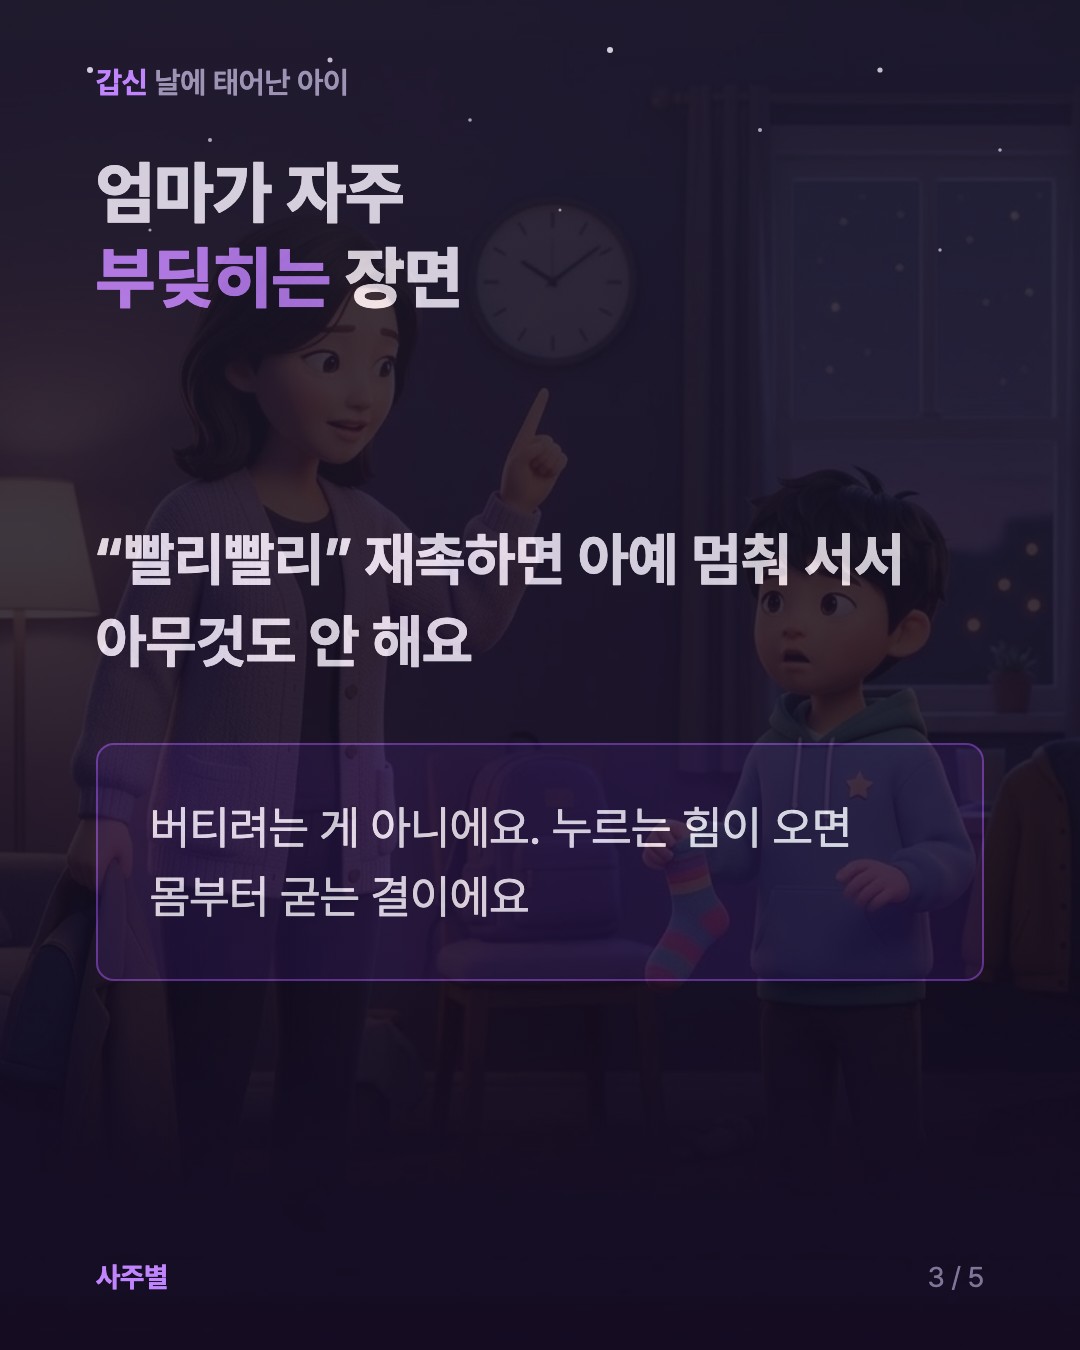 갑신 날에 태어난 아이
엄마가 자주
부딪히는 장면
“빨리빨리” 재촉하면 아예 멈춰 서서
아무것도 안 해요
버티려는 게 아니에요. 누르는 힘이 오면
몸부터 굳는 결이에요
사주별
3 / 5